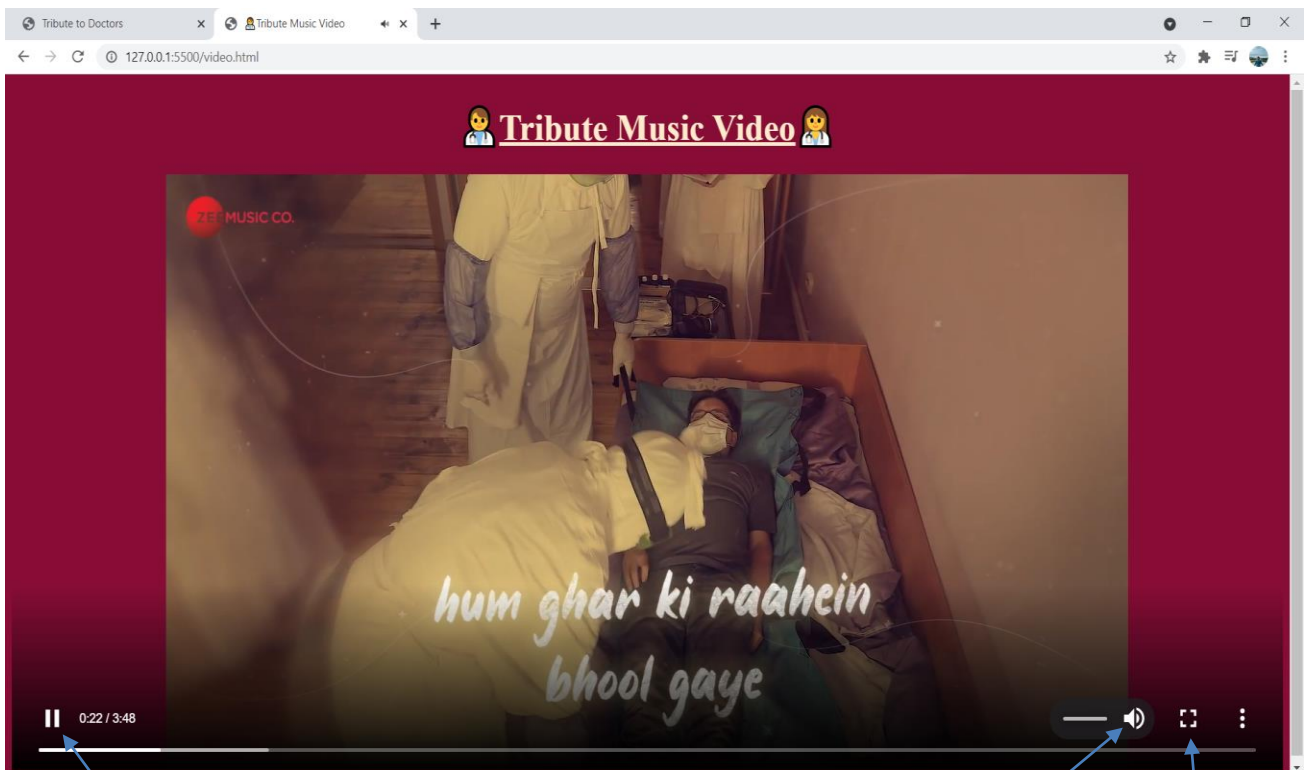 Tribute to Doctors
Tribute Music Video
127.0.0.1:5500/video.html
Tribute Music Video
ZEE MUSIC CO.
hum ghar ki raahein
bhool gaye
0:22 / 3:48